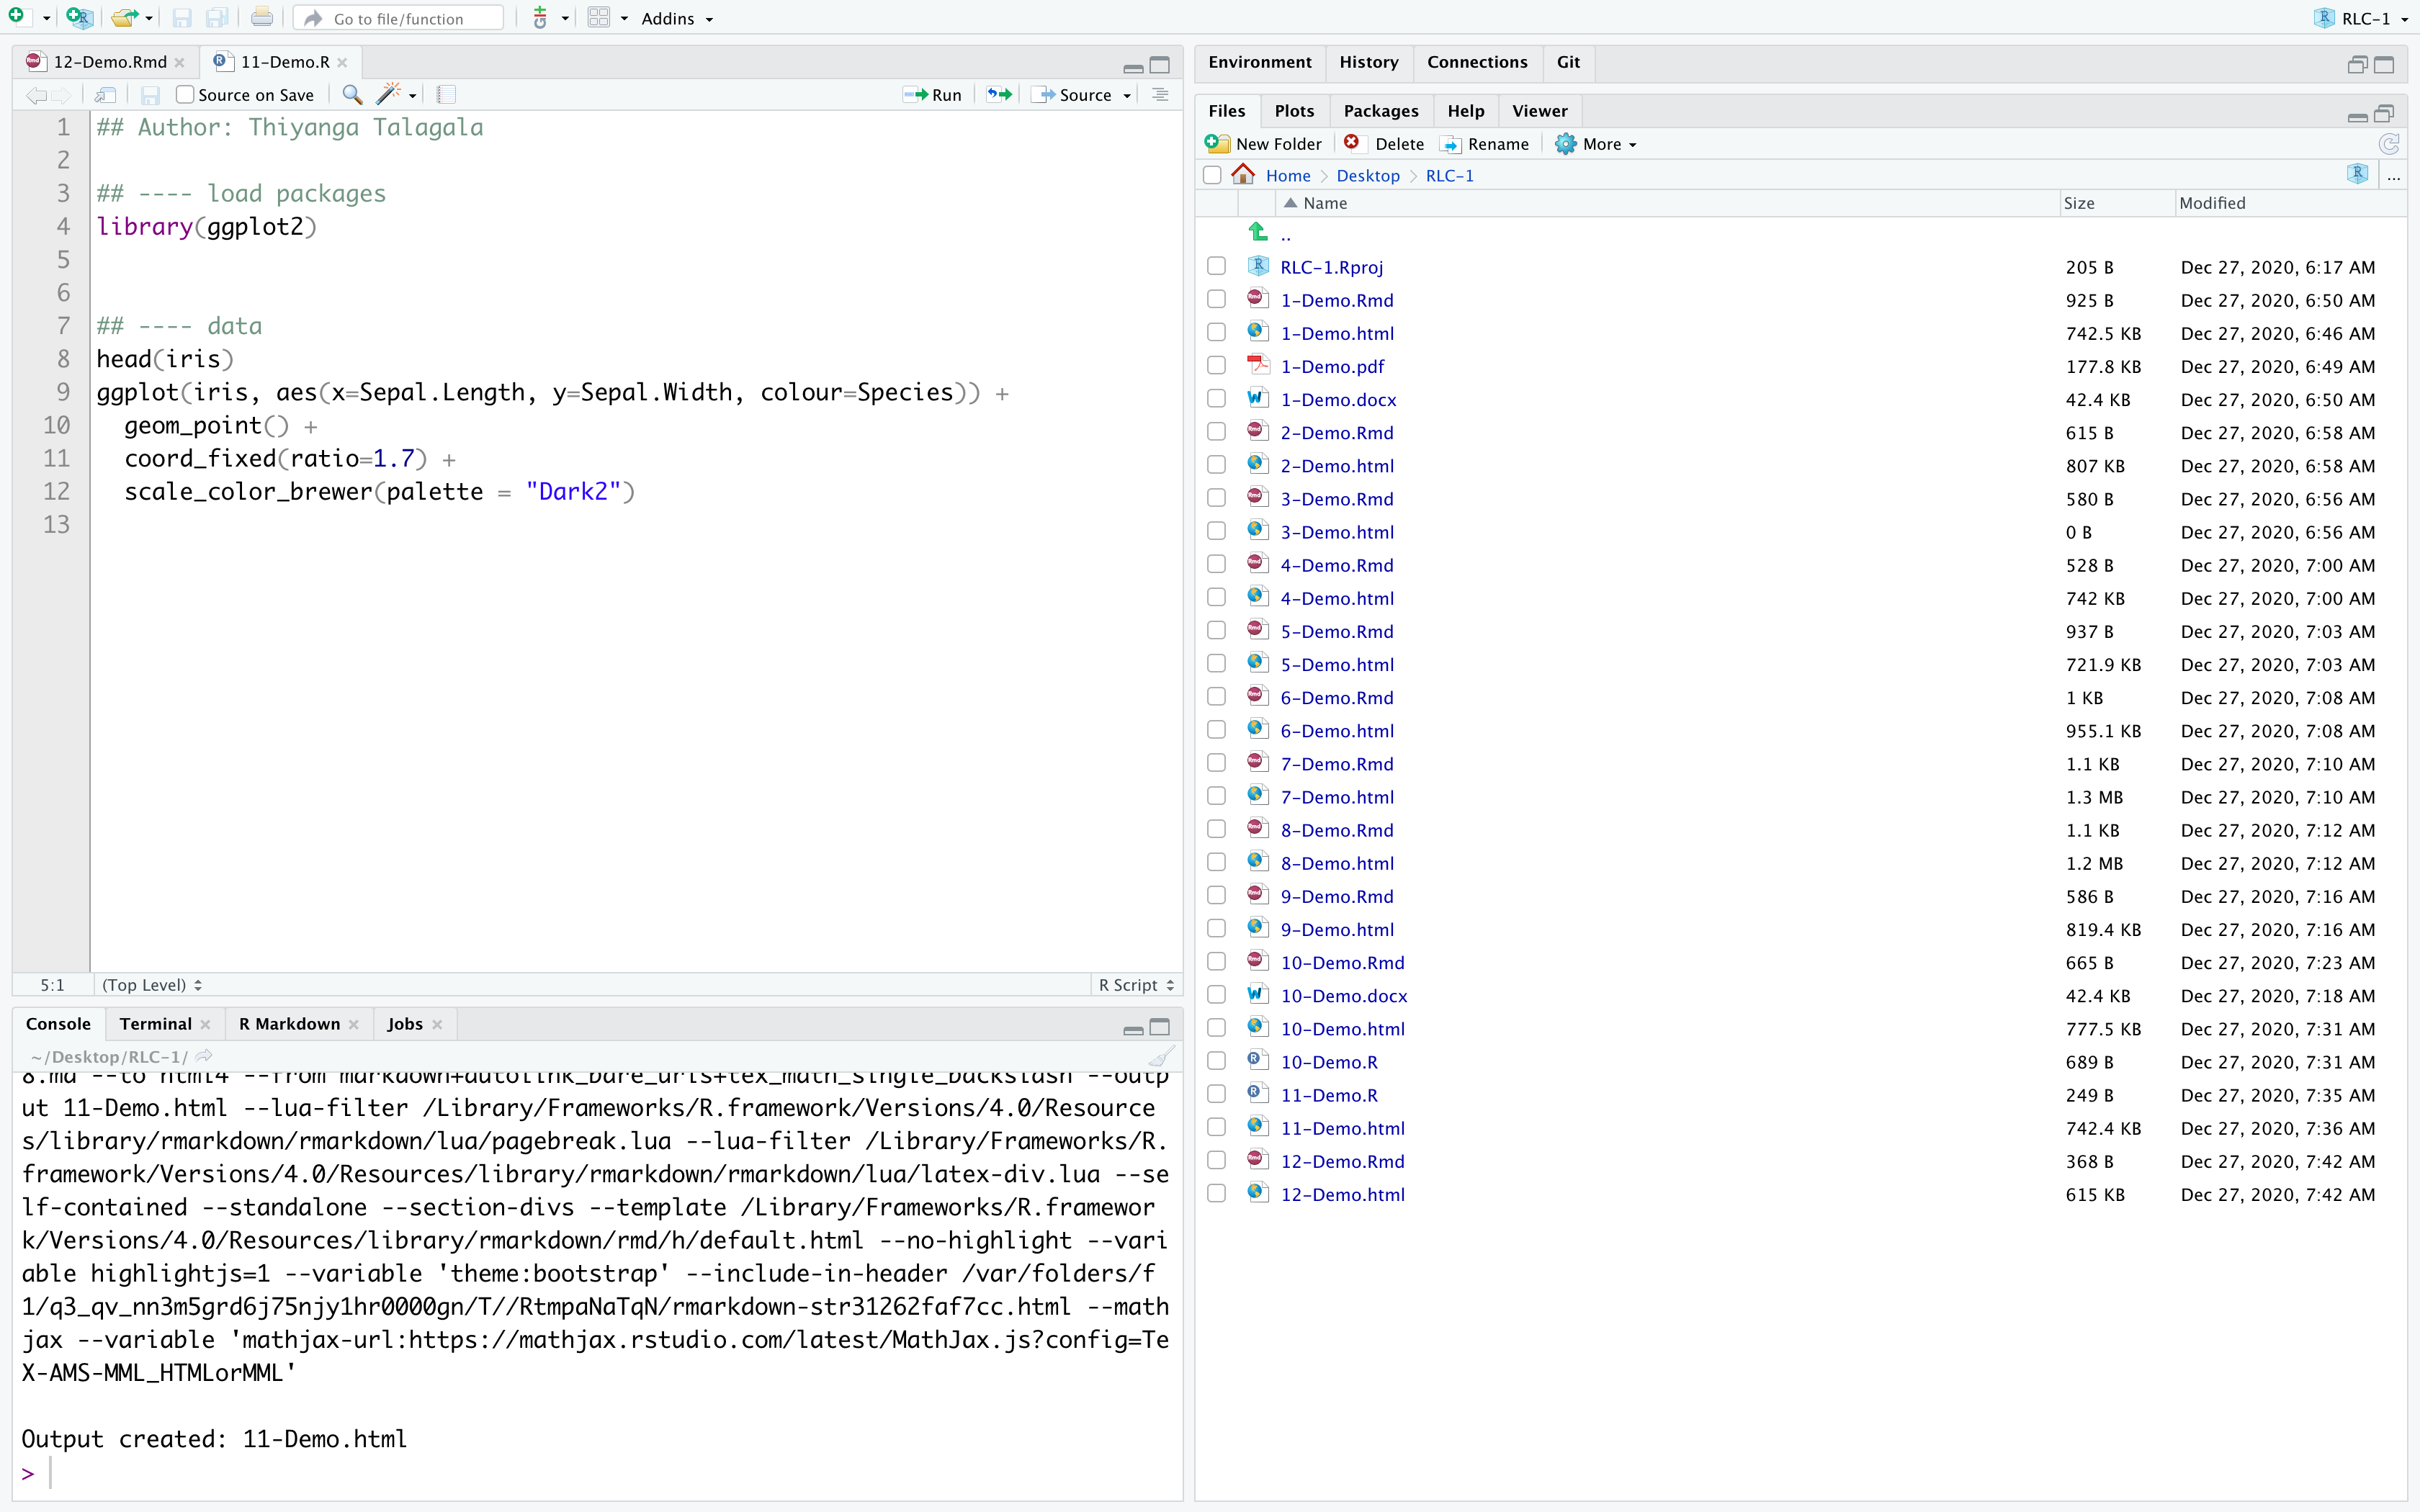 Go to file/function
Addins
RLC-1
12-Demo.Rmd
11-Demo.R
Source on Save
Run
Source
1 ## Author: Thiyanga Talagala
2
3 ## ---- load packages
4 library(ggplot2)
5
6
7 ## ---- data
8 head(iris)
9 ggplot(iris, aes(x=Sepal.Length, y=Sepal.Width, colour=Species)) +
10 geom_point() +
11 coord_fixed(ratio=1.7) +
12 scale_color_brewer(palette = "Dark2")
13
5:1 (Top Level) R Script
Console Terminal R Markdown Jobs
~/Desktop/RLC-1/
8.md --to html4 --from markdown+autolink_bare_uris+tex_math_single_backslash --outp
ut 11-Demo.html --lua-filter /Library/Frameworks/R.framework/Versions/4.0/Resource
s/library/rmarkdown/rmarkdown/lua/pagebreak.lua --lua-filter /Library/Frameworks/R.
framework/Versions/4.0/Resources/library/rmarkdown/rmarkdown/lua/latex-div.lua --se
lf-contained --standalone --section-divs --template /Library/Frameworks/R.framewor
k/Versions/4.0/Resources/library/rmarkdown/rmd/h/default.html --no-highlight --vari
able highlightjs=1 --variable 'theme:bootstrap' --include-in-header /var/folders/f
1/q3_qv_nn3m5grd6j75njy1hr0000gn/T//RtmpaNaTqN/rmarkdown-str31262faf7cc.html --math
jax --variable 'mathjax-url:https://mathjax.rstudio.com/latest/MathJax.js?config=Te
X-AMS-MML_HTMLorMML'
Output created: 11-Demo.html
>
Environment History Connections Git
Files Plots Packages Help Viewer
New Folder Delete Rename More
Home Desktop RLC-1 ...
Name Size Modified
..
RLC-1.Rproj 205 B Dec 27, 2020, 6:17 AM
1-Demo.Rmd 925 B Dec 27, 2020, 6:50 AM
1-Demo.html 742.5 KB Dec 27, 2020, 6:46 AM
1-Demo.pdf 177.8 KB Dec 27, 2020, 6:49 AM
1-Demo.docx 42.4 KB Dec 27, 2020, 6:50 AM
2-Demo.Rmd 615 B Dec 27, 2020, 6:58 AM
2-Demo.html 807 KB Dec 27, 2020, 6:58 AM
3-Demo.Rmd 580 B Dec 27, 2020, 6:56 AM
3-Demo.html 0 B Dec 27, 2020, 6:56 AM
4-Demo.Rmd 528 B Dec 27, 2020, 7:00 AM
4-Demo.html 742 KB Dec 27, 2020, 7:00 AM
5-Demo.Rmd 937 B Dec 27, 2020, 7:03 AM
5-Demo.html 721.9 KB Dec 27, 2020, 7:03 AM
6-Demo.Rmd 1 KB Dec 27, 2020, 7:08 AM
6-Demo.html 955.1 KB Dec 27, 2020, 7:08 AM
7-Demo.Rmd 1.1 KB Dec 27, 2020, 7:10 AM
7-Demo.html 1.3 MB Dec 27, 2020, 7:10 AM
8-Demo.Rmd 1.1 KB Dec 27, 2020, 7:12 AM
8-Demo.html 1.2 MB Dec 27, 2020, 7:12 AM
9-Demo.Rmd 586 B Dec 27, 2020, 7:16 AM
9-Demo.html 819.4 KB Dec 27, 2020, 7:16 AM
10-Demo.Rmd 665 B Dec 27, 2020, 7:23 AM
10-Demo.docx 42.4 KB Dec 27, 2020, 7:18 AM
10-Demo.html 777.5 KB Dec 27, 2020, 7:31 AM
10-Demo.R 689 B Dec 27, 2020, 7:31 AM
11-Demo.R 249 B Dec 27, 2020, 7:35 AM
11-Demo.html 742.4 KB Dec 27, 2020, 7:36 AM
12-Demo.Rmd 368 B Dec 27, 2020, 7:42 AM
12-Demo.html 615 KB Dec 27, 2020, 7:42 AM